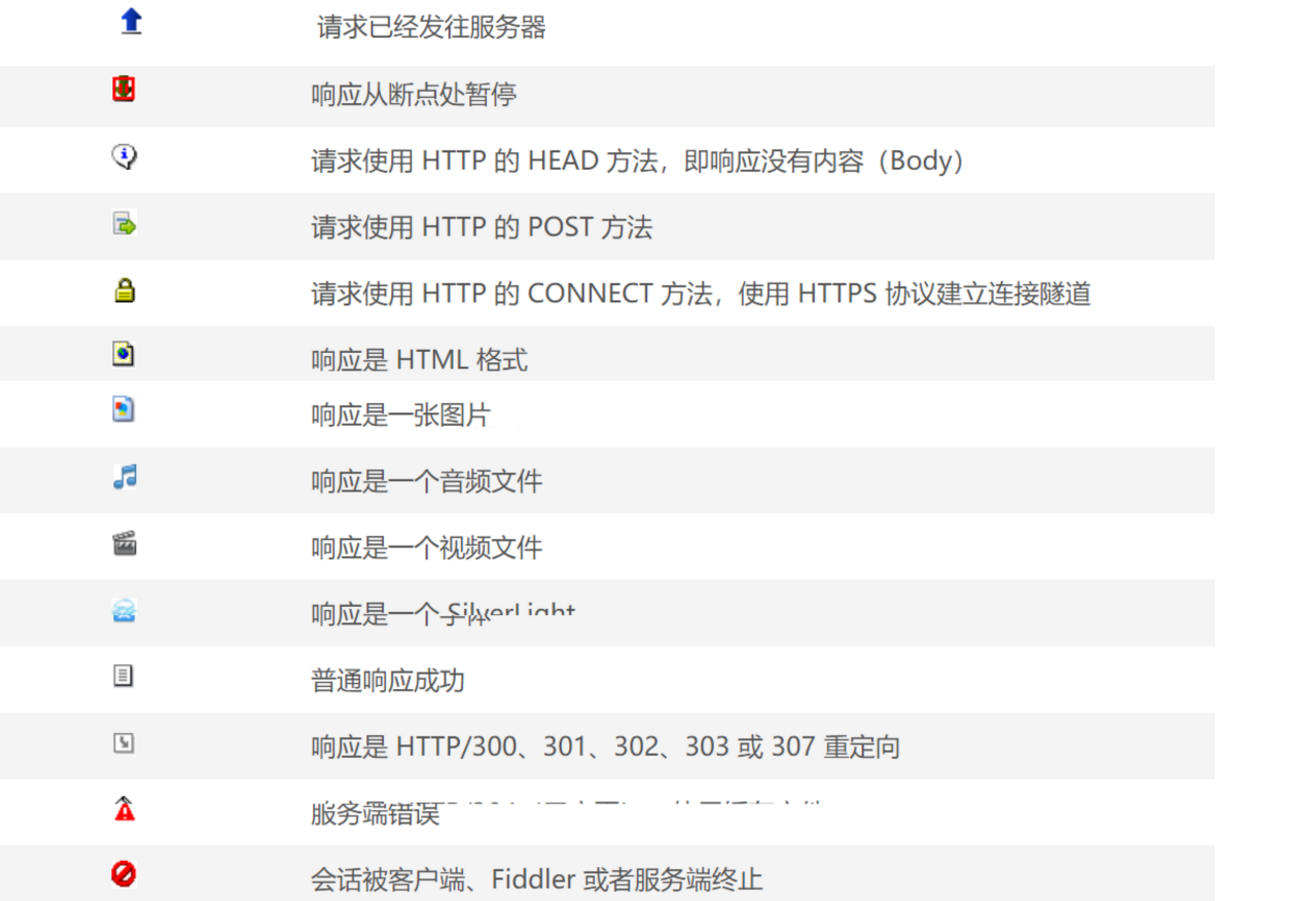 请求已经发往服务器
响应从断点处暂停
请求使用 HTTP 的 HEAD 方法，即响应没有内容（Body）
请求使用 HTTP 的 POST 方法
请求使用 HTTP 的 CONNECT 方法，使用 HTTPS 协议建立连接隧道
响应是 HTML 格式
响应是一张图片
响应是一个音频文件
响应是一个视频文件
响应是一个 SilverLight
普通响应成功
响应是 HTTP/300、301、302、303 或 307 重定向
服务端错误
会话被客户端、Fiddler 或者服务端终止